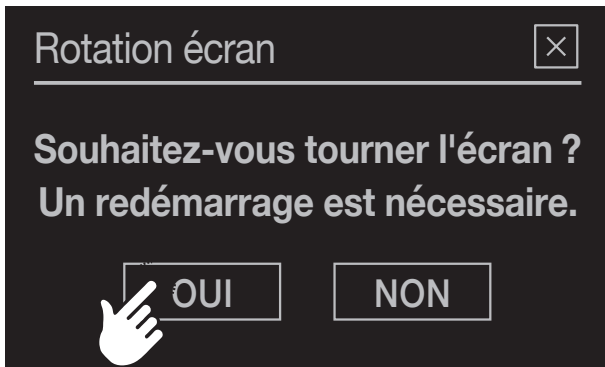 Rotation écran
Souhaitez-vous tourner l'écran ?
Un redémarrage est nécessaire.
OUI
NON